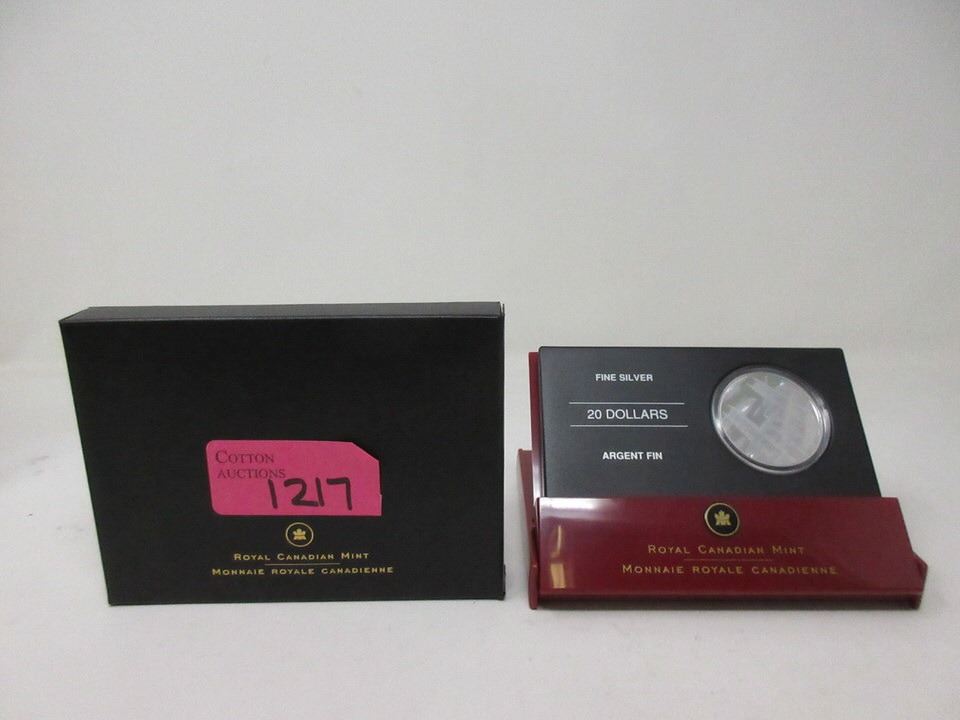 COTTON
AUCTIONS
1217
ROYAL CANADIAN MINT
MONNAIE ROYALE CANADIENNE
FINE SILVER
20 DOLLARS
ARGENT FIN
ROYAL CANADIAN MINT
MONNAIE ROYALE CANADIENNE